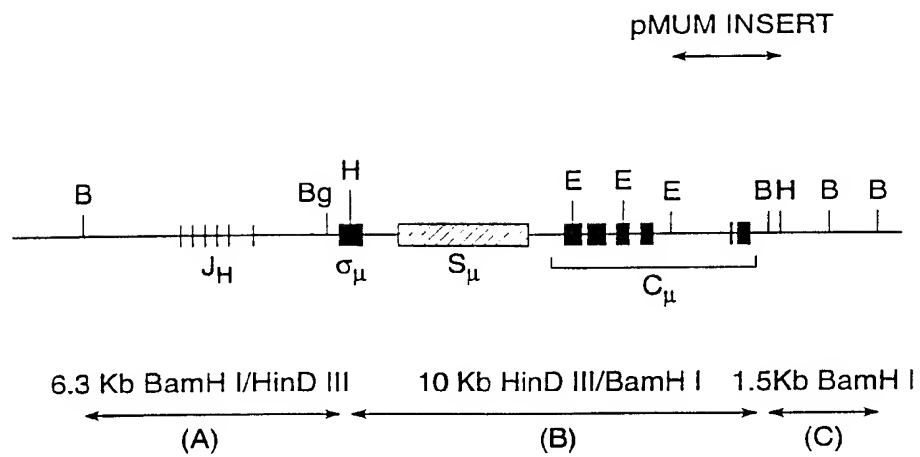 pMUM INSERT
B Bg H E E E B H B B
J_H σ_μ S_μ C_μ
6.3 Kb BamH I/HinD III 10 Kb HinD III/BamH I 1.5Kb BamH I
(A) (B) (C)